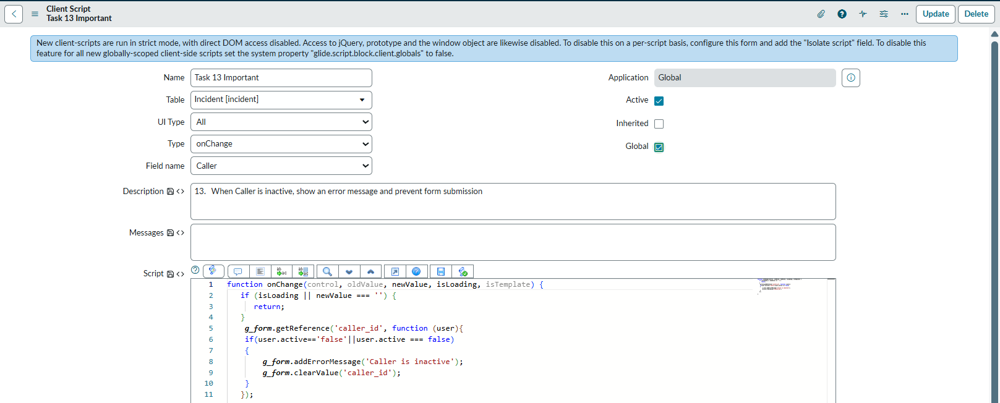 Client Script
Task 13 Important
Update
Delete
New client-scripts are run in strict mode, with direct DOM access disabled. Access to jQuery, prototype and the window object are likewise disabled. To disable this on a per-script basis, configure this form and add the "Isolate script" field. To disable this
feature for all new globally-scoped client-side scripts set the system property "glide.script.block.client.globals" to false.
Name Task 13 Important
Application Global
Table Incident [incident]
Active
UI Type All
Inherited
Type onChange
Global
Field name Caller
Description 13. When Caller is inactive, show an error message and prevent form submission
Messages
Script
1 function onChange(control, oldValue, newValue, isLoading, isTemplate) {
2 if (isLoading || newValue === '') {
3 return;
4 }
5 g_form.getReference('caller_id', function (user){
6 if(user.active=='false'||user.active === false)
7 {
8 g_form.addErrorMessage('Caller is inactive');
9 g_form.clearValue('caller_id');
10 }
11 });